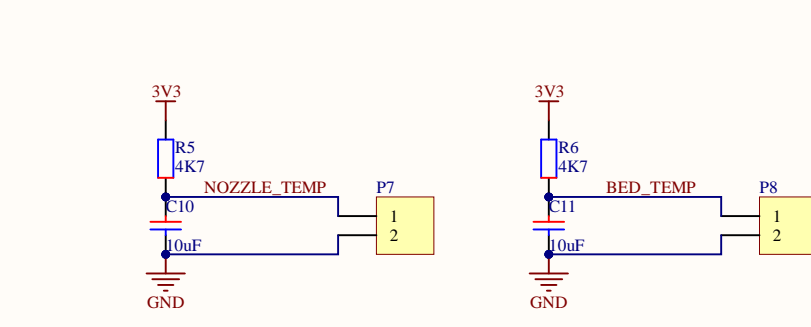 3V3
R5
4K7
NOZZLE_TEMP
P7
C10
1
2
10uF
GND
3V3
R6
4K7
BED_TEMP
P8
C11
1
2
10uF
GND